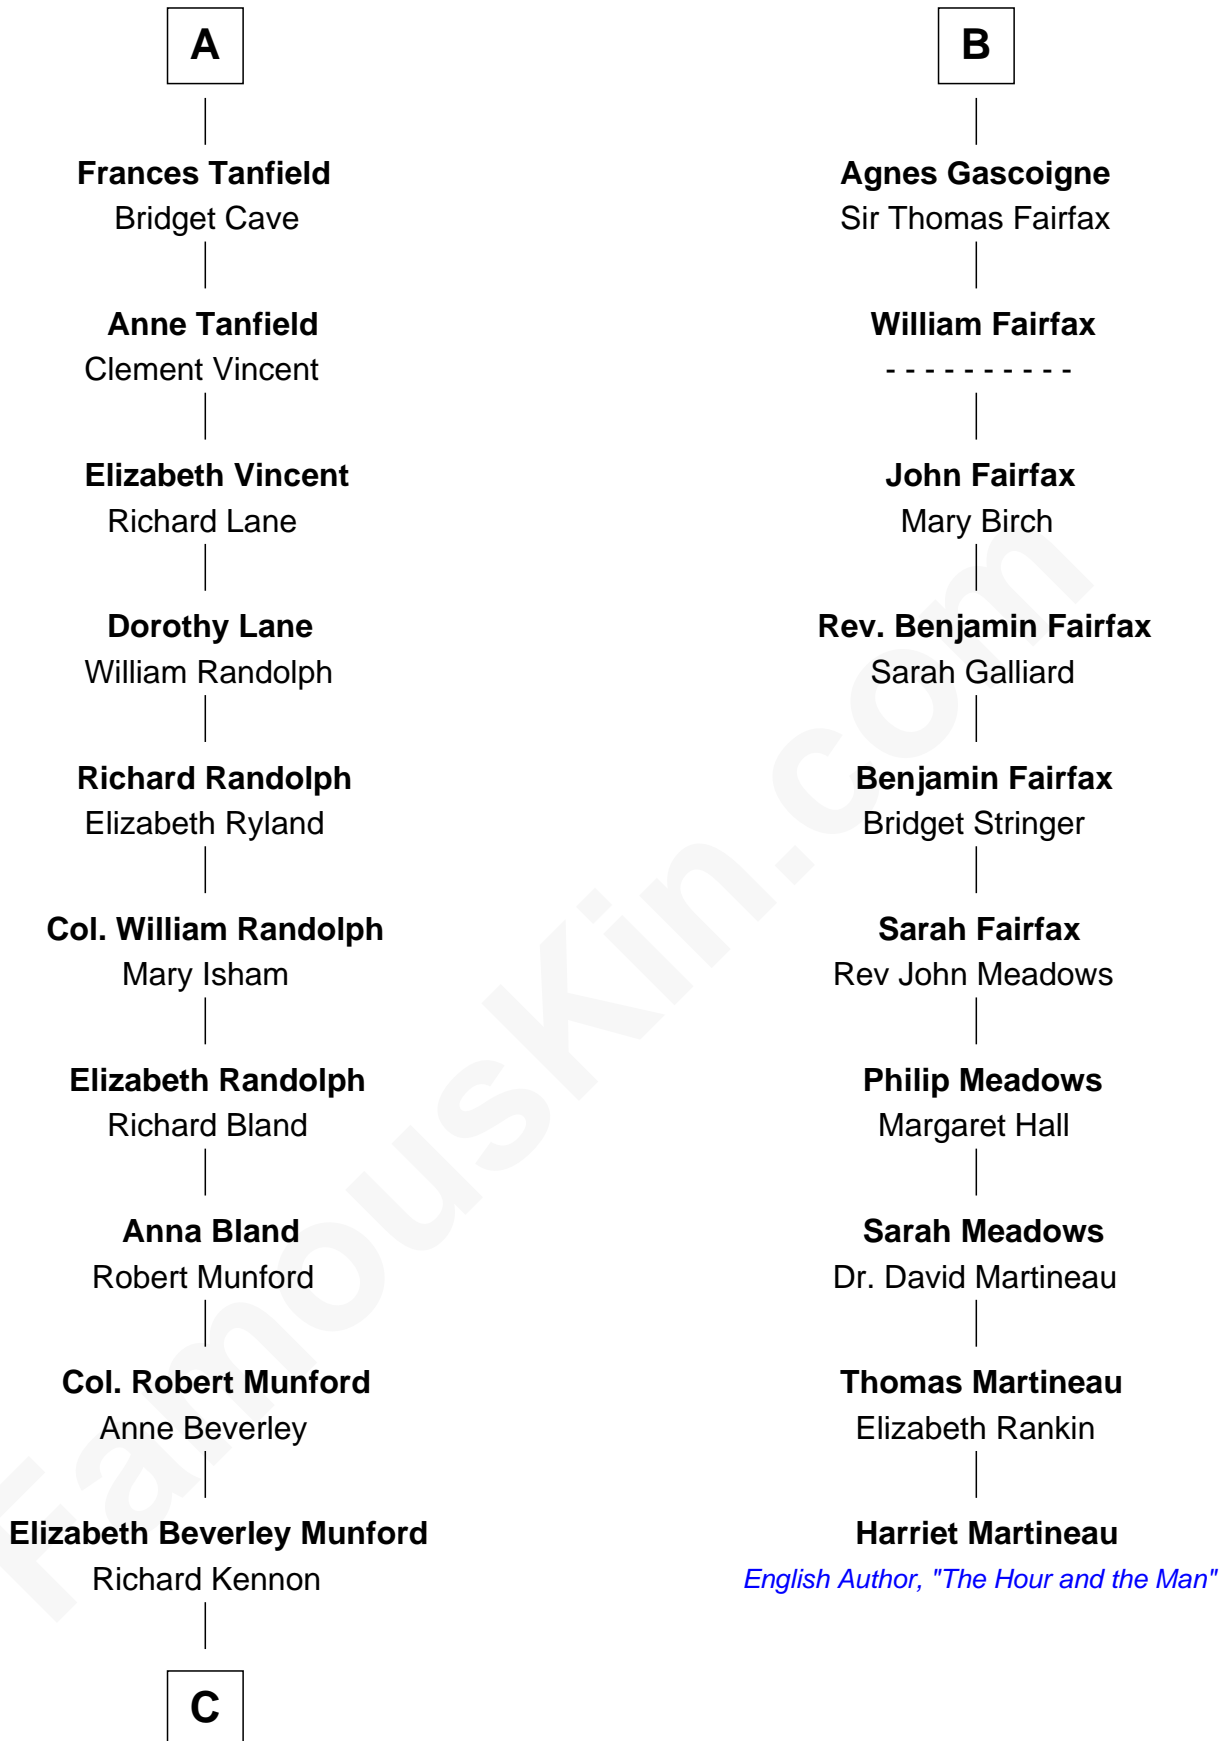 A
Frances Tanfield
Bridget Cave
Anne Tanfield
Clement Vincent
Elizabeth Vincent
Richard Lane
Dorothy Lane
William Randolph
Richard Randolph
Elizabeth Ryland
Col. William Randolph
Mary Isham
Elizabeth Randolph
Richard Bland
Anna Bland
Robert Munford
Col. Robert Munford
Anne Beverley
Elizabeth Beverley Munford
Richard Kennon
C
B
Agnes Gascoigne
Sir Thomas Fairfax
William Fairfax
- - - - - - - - - -
John Fairfax
Mary Birch
Rev. Benjamin Fairfax
Sarah Galliard
Benjamin Fairfax
Bridget Stringer
Sarah Fairfax
Rev John Meadows
Philip Meadows
Margaret Hall
Sarah Meadows
Dr. David Martineau
Thomas Martineau
Elizabeth Rankin
Harriet Martineau
English Author, "The Hour and the Man"
FamousKin.com